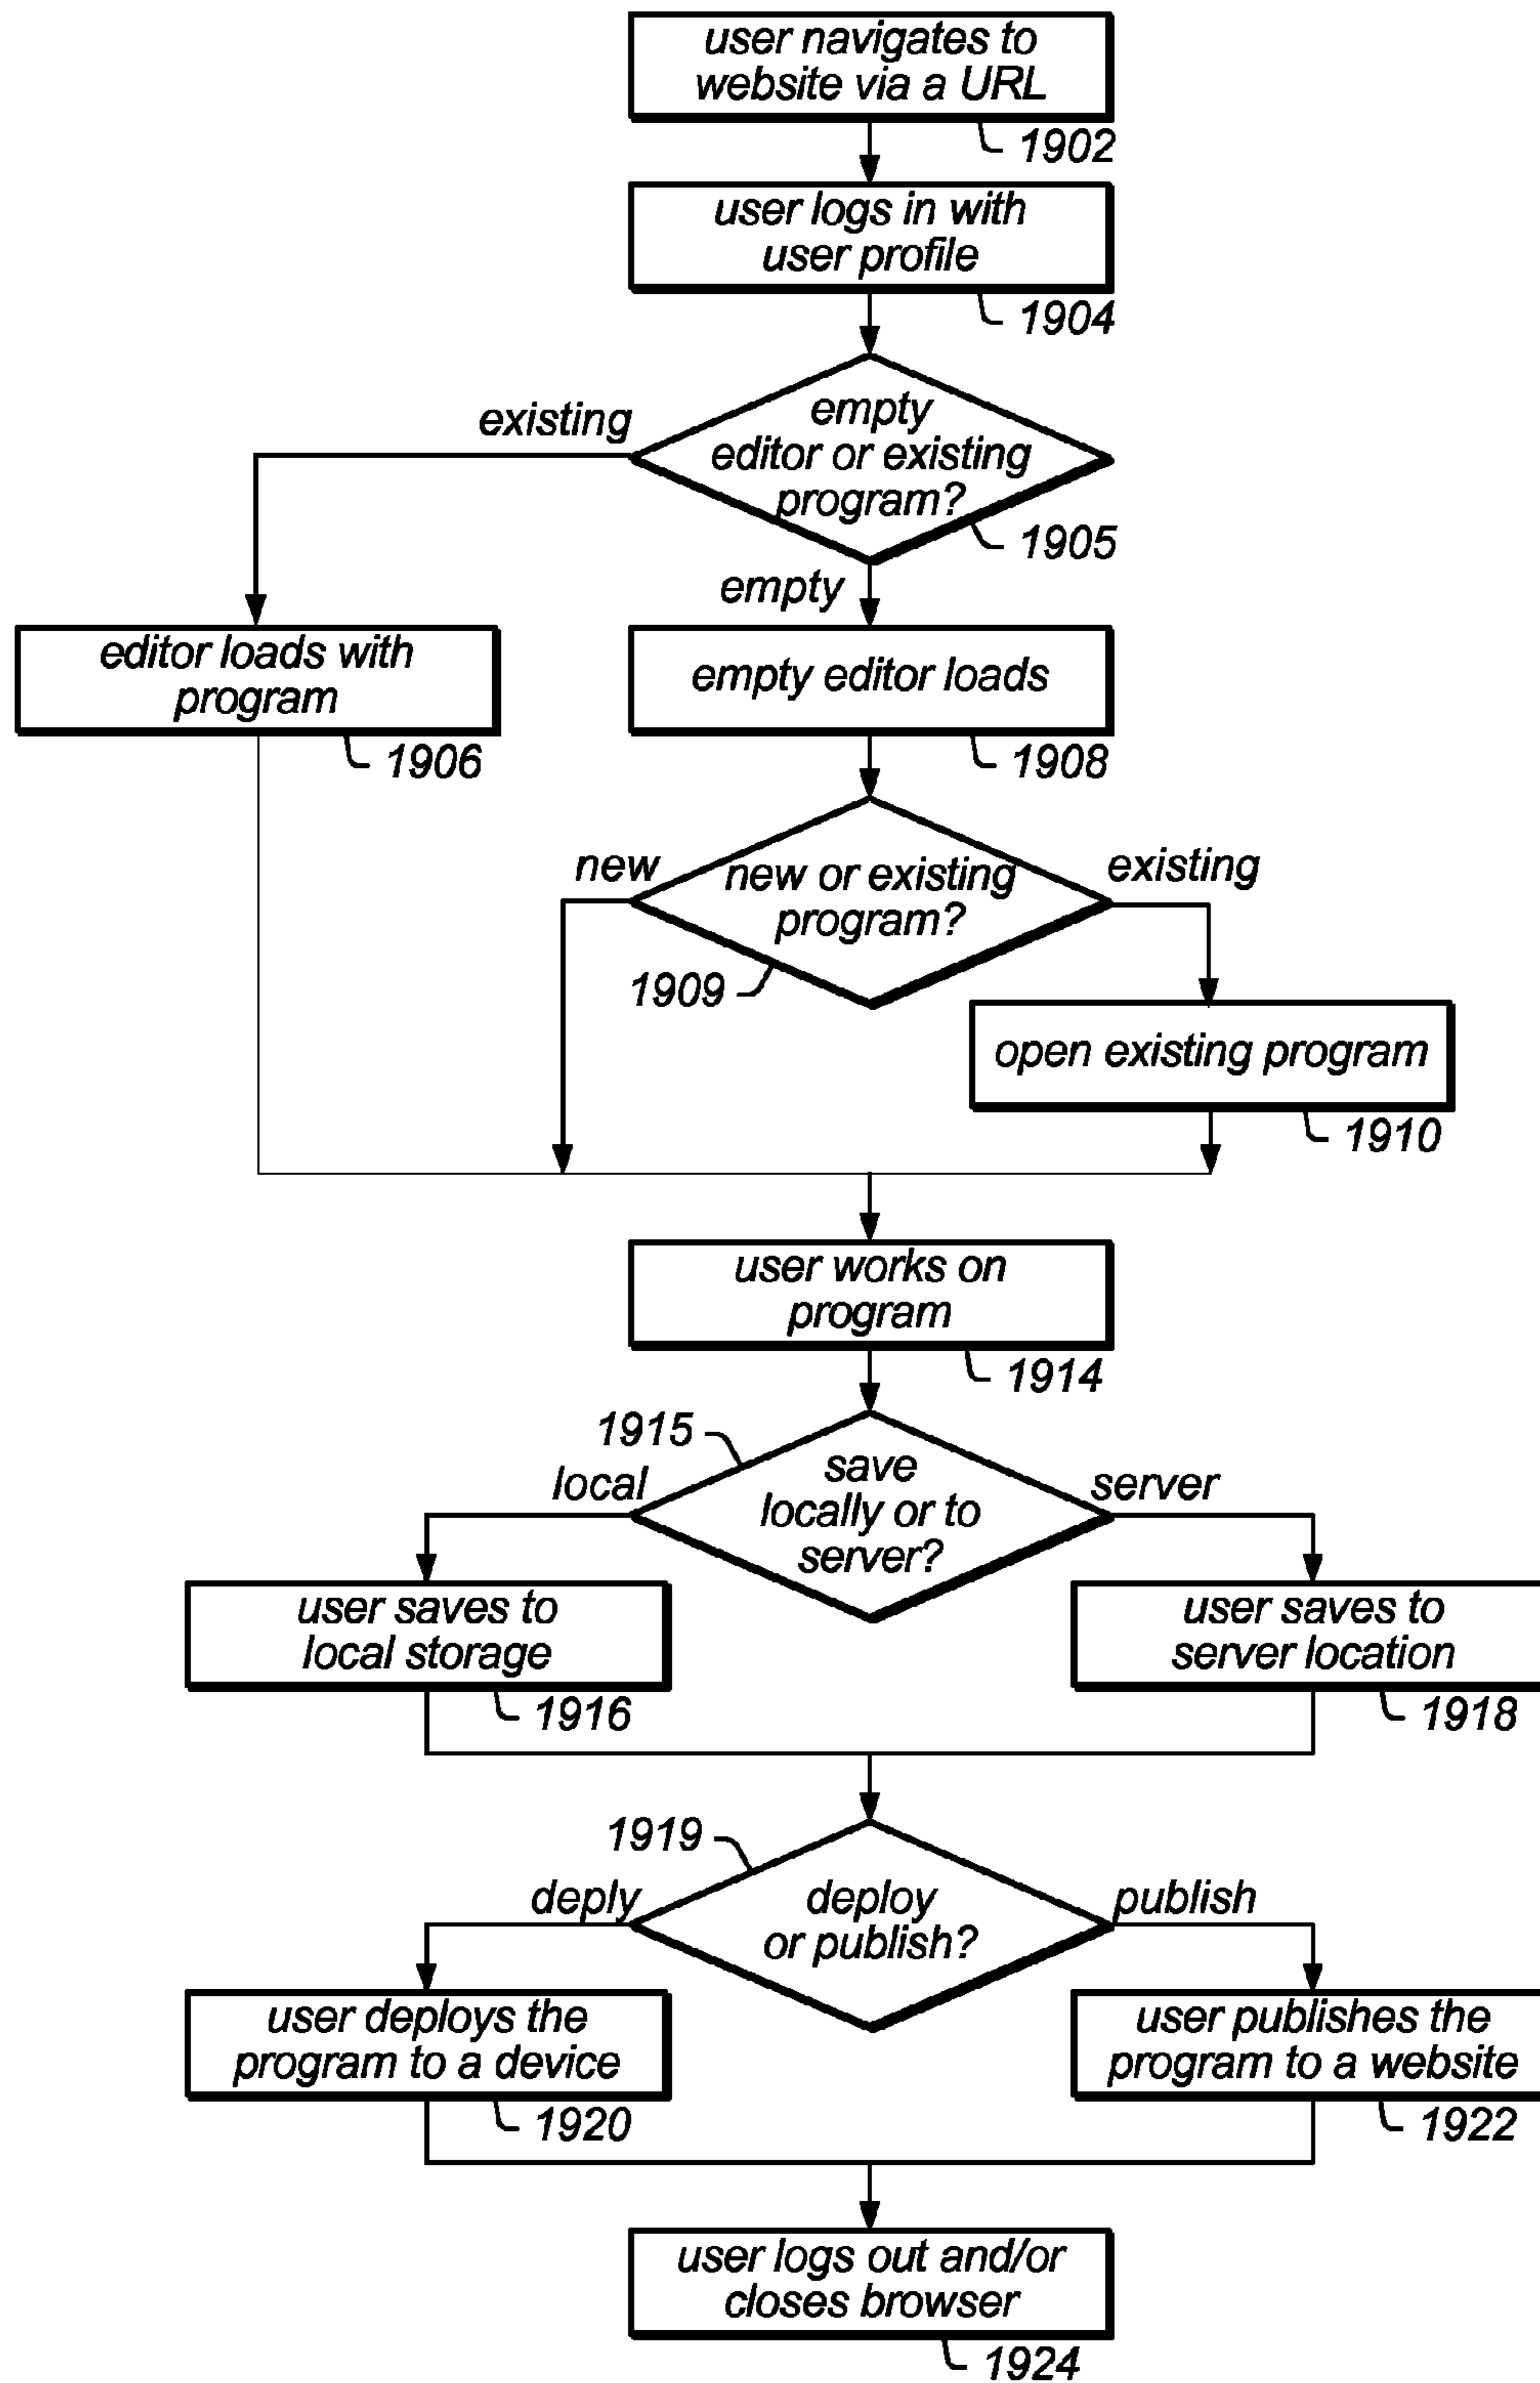 user navigates to
website via a URL
1902
user logs in with
user profile
1904
existing
empty
editor or existing
program?
1905
empty
editor loads with
program
1906
empty editor loads
1908
new
new or existing
program?
existing
1909
open existing program
1910
user works on
program
1914
1915
local
save
locally or to
server?
server
user saves to
local storage
1916
user saves to
server location
1918
1919
deply
deploy
or publish?
publish
user deploys the
program to a device
1920
user publishes the
program to a website
1922
user logs out and/or
closes browser
1924